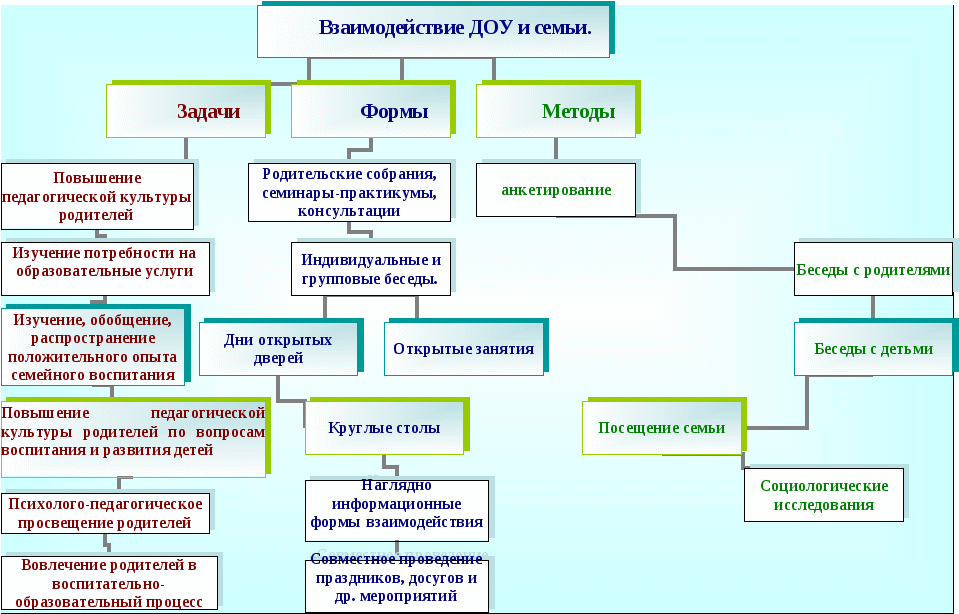 Взаимодействие ДОУ и семьи.
Задачи
Формы
Методы
Повышение
педагогической культуры
родителей
Изучение потребности на
образовательные услуги
Изучение, обобщение,
распространение
положительного опыта
семейного воспитания
Повышение педагогической
культуры родителей по вопросам
воспитания и развития детей
Психолого-педагогическое
просвещение родителей
Вовлечение родителей в
воспитательно-
образовательный процесс
Родительские собрания,
семинары-практикумы,
консультации
Индивидуальные и
групповые беседы.
Дни открытых
дверей
Открытые занятия
Круглые столы
Наглядно
информационные
формы взаимодействия
Совместное проведение
праздников, досугов и
др. мероприятий
анкетирование
Беседы с родителями
Беседы с детьми
Посещение семьи
Социологические
исследования